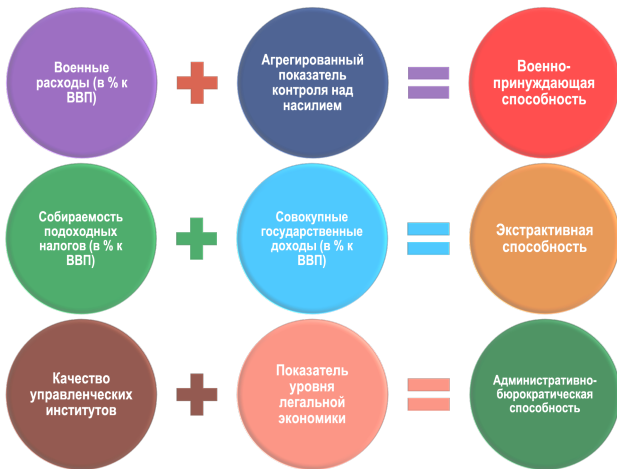 Военные
расходы (в % к
ВВП)
Агрегированный
показатель
контроля над
насилием
Военно-
принуждающая
способность
Собираемость
подоходных
налогов (в % к
ВВП)
Совокупные
государственные
доходы (в % к
ВВП)
Экстрактивная
способность
Качество
управленческих
институтов
Показатель
уровня
легальной
экономики
Административно-
бюрократическая
способность